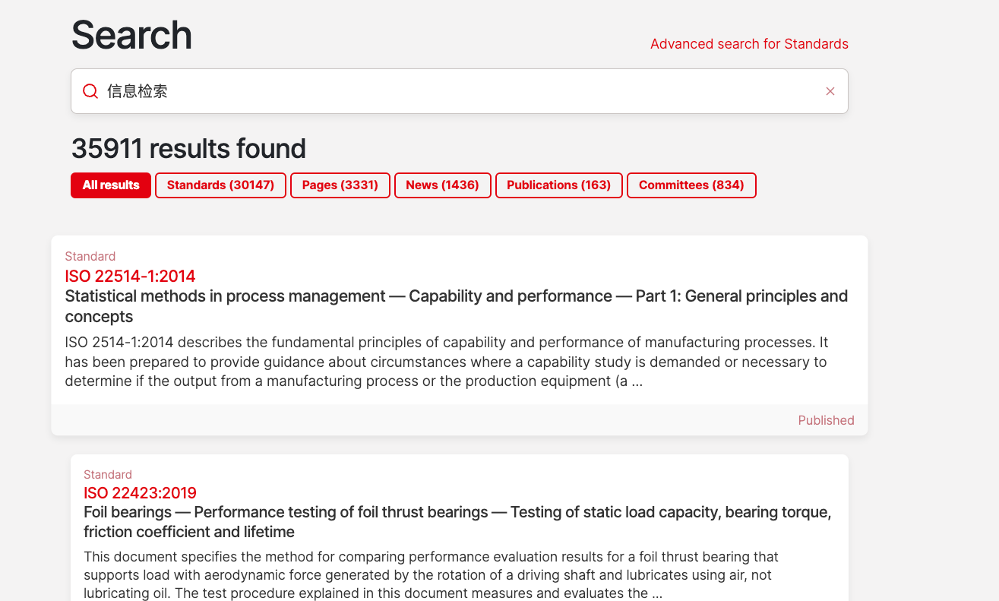 Search
Advanced search for Standards
信息检索
35911 results found
All results
Standards (30147)
Pages (3331)
News (1436)
Publications (163)
Committees (834)
Standard
ISO 22514-1:2014
Statistical methods in process management — Capability and performance — Part 1: General principles and
concepts
ISO 2514-1:2014 describes the fundamental principles of capability and performance of manufacturing processes. It
has been prepared to provide guidance about circumstances where a capability study is demanded or necessary to
determine if the output from a manufacturing process or the production equipment (a ...
Published
Standard
ISO 22423:2019
Foil bearings — Performance testing of foil thrust bearings — Testing of static load capacity, bearing torque,
friction coefficient and lifetime
This document specifies the method for comparing performance evaluation results for a foil thrust bearing that
supports load with aerodynamic force generated by the rotation of a driving shaft and lubricates using air, not
lubricating oil. The test procedure explained in this document measures and evaluates the ...